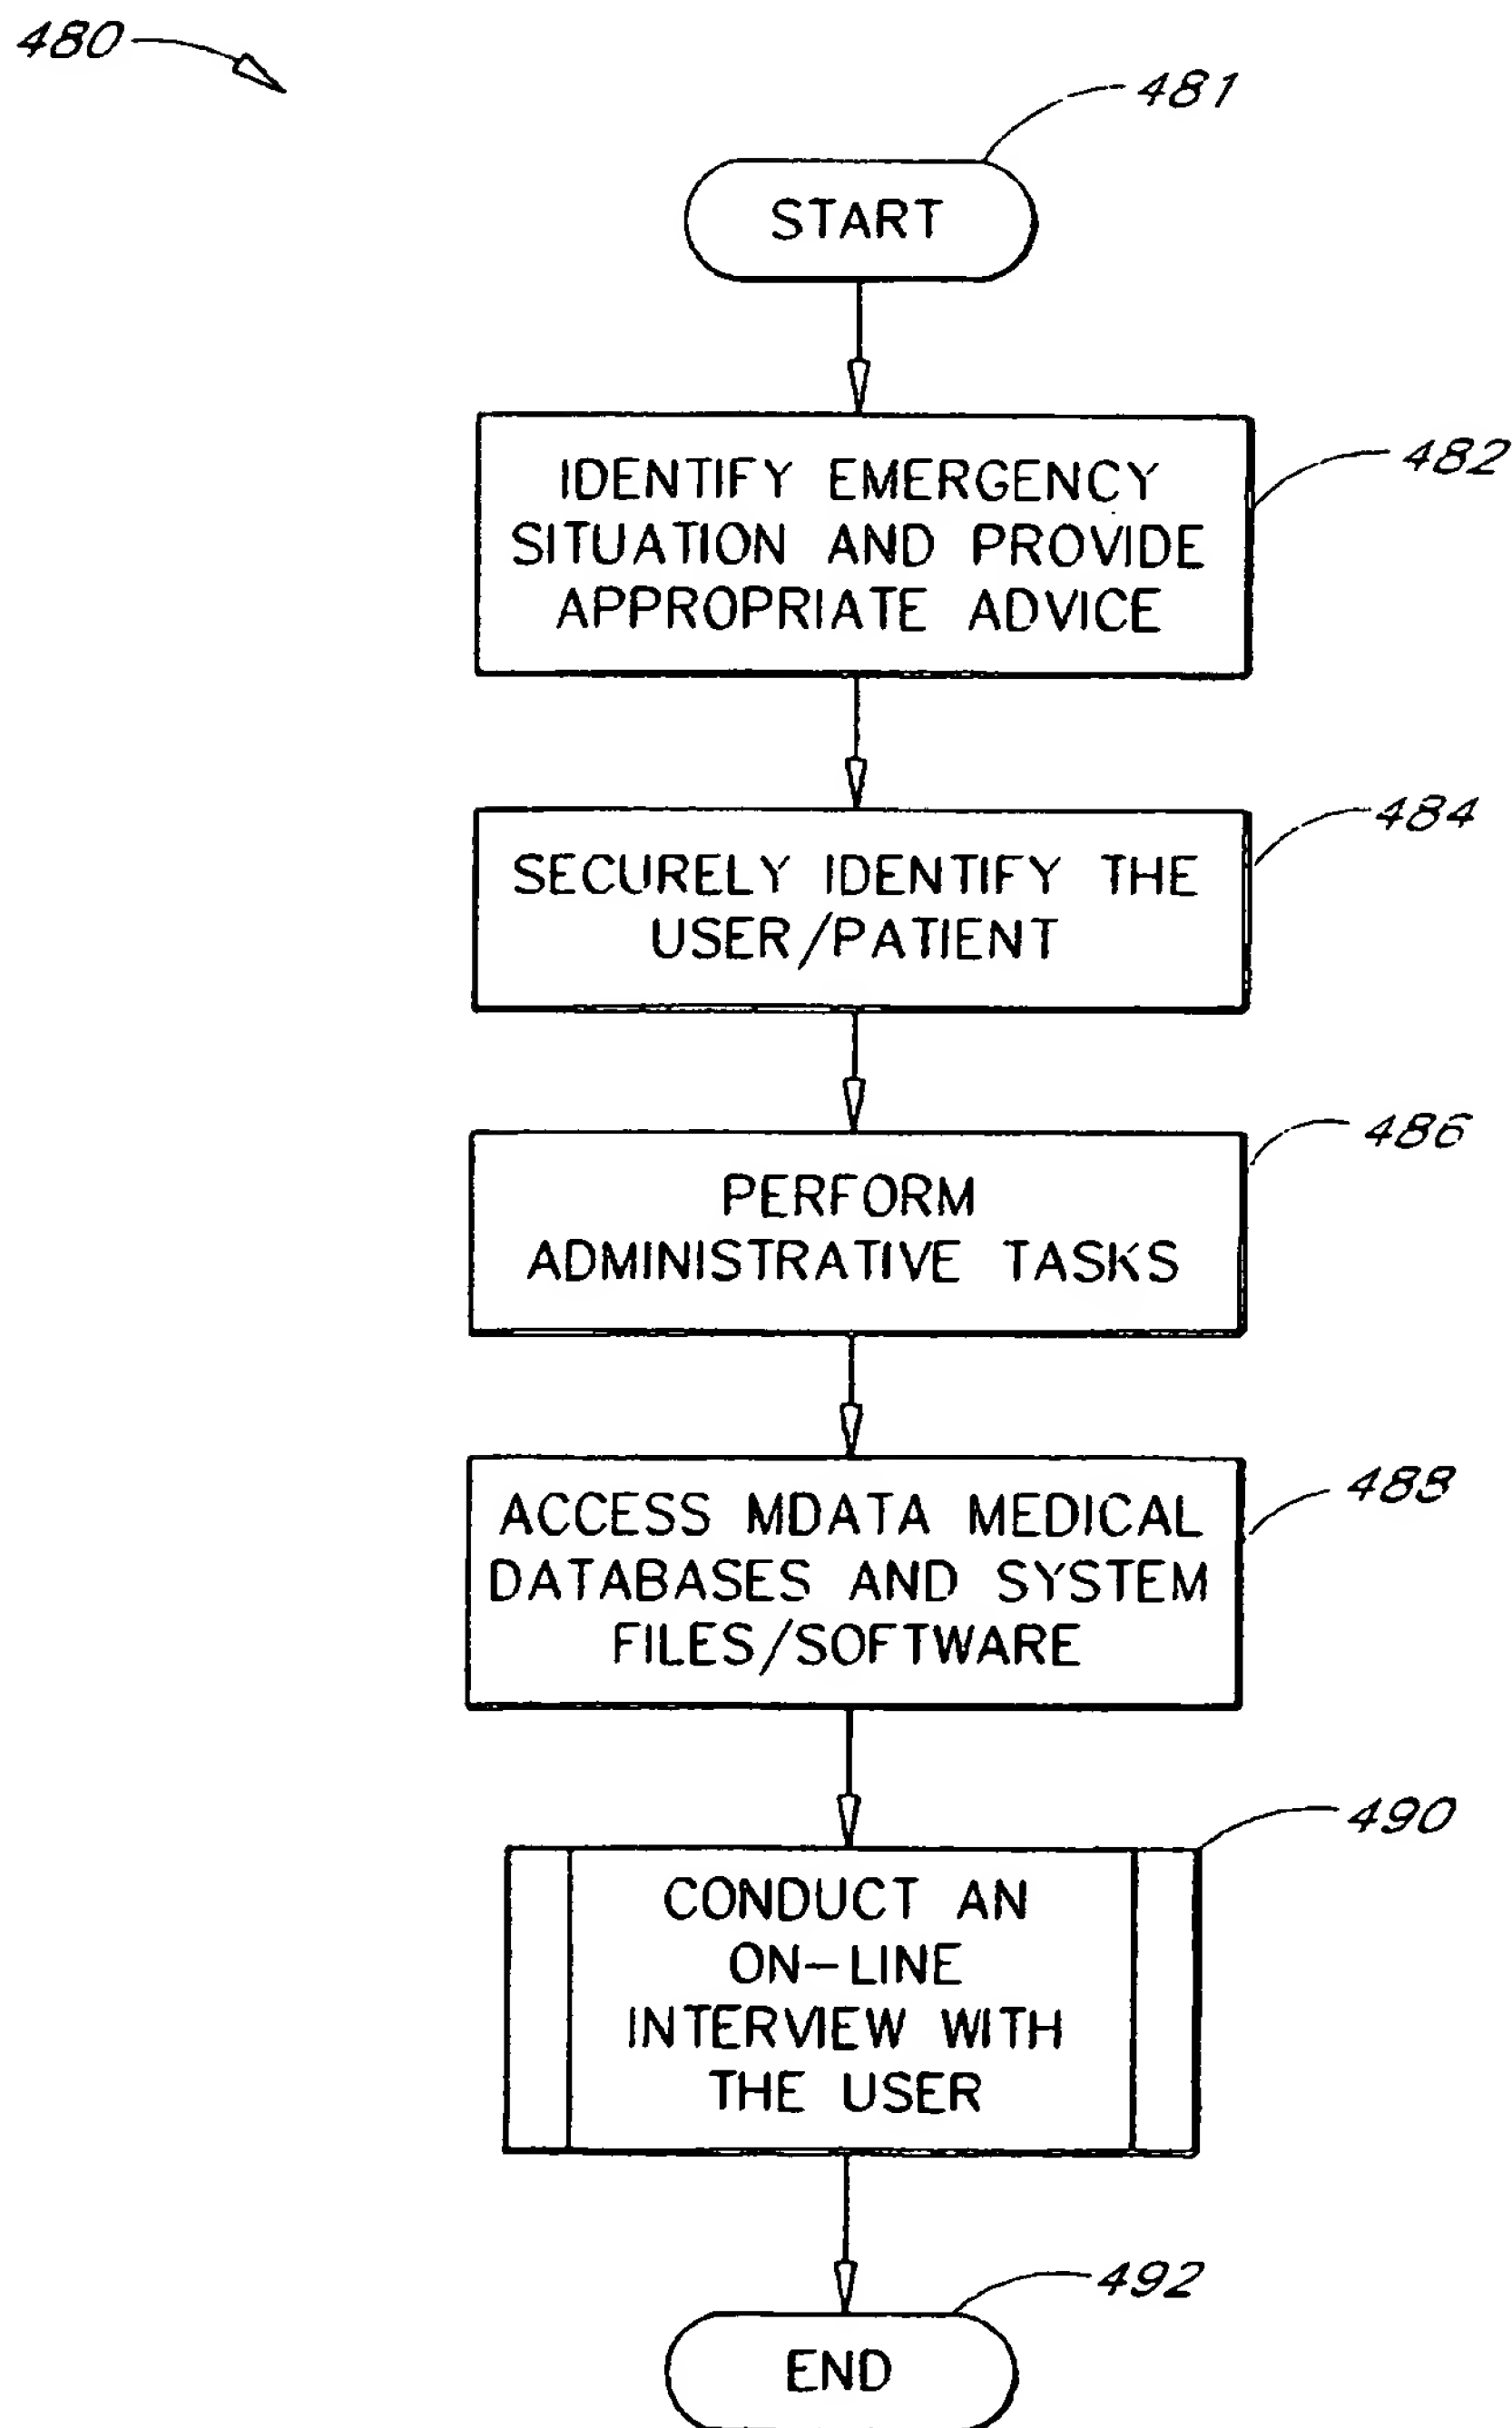 480
481
START
IDENTIFY EMERGENCY
SITUATION AND PROVIDE
APPROPRIATE ADVICE
482
SECURELY IDENTIFY THE
USER/PATIENT
484
PERFORM
ADMINISTRATIVE TASKS
486
ACCESS MDATA MEDICAL
DATABASES AND SYSTEM
FILES/SOFTWARE
488
CONDUCT AN
ON-LINE
INTERVIEW WITH
THE USER
490
492
END